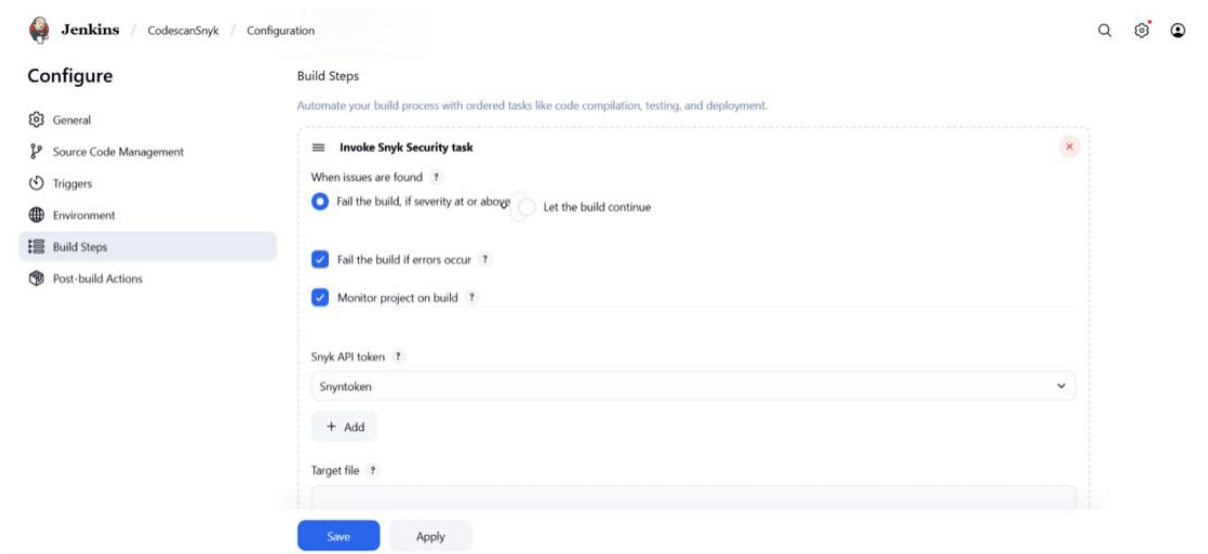 Jenkins / CodescanSnyk / Configuration
Configure
General
Source Code Management
Triggers
Environment
Build Steps
Post-build Actions
Build Steps
Automate your build process with ordered tasks like code compilation, testing, and deployment.
Invoke Snyk Security task
When issues are found ?
Fail the build, if severity at or above Let the build continue
Fail the build if errors occur ?
Monitor project on build ?
Snyk API token ?
Snyntoken
+ Add
Target file ?
Save Apply